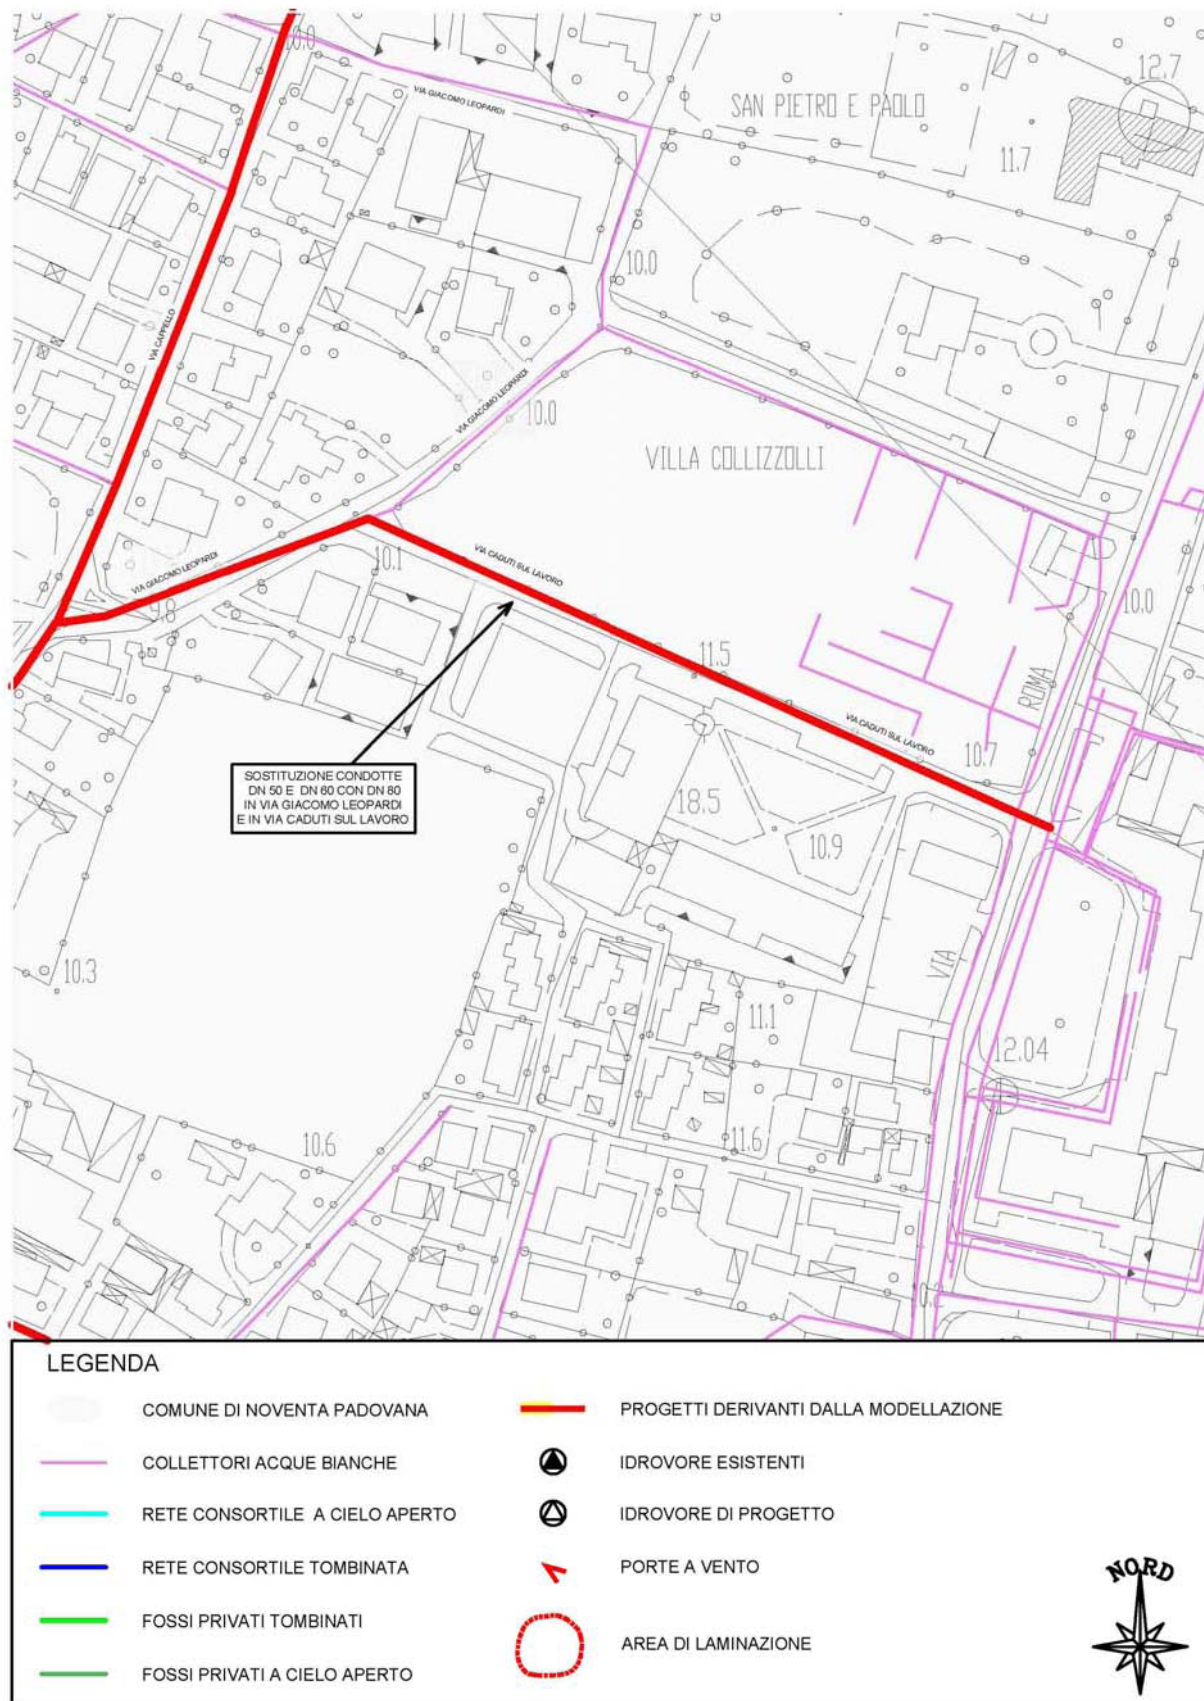 10.0
12.7
VIA GIACOMO LEOPARDI
SAN PIETRO E PAOLO
11.7
10.0
VIA CAPPELLO
VIA GIACOMO LEOPARDI
10.0
VILLA COLLIZZOLLI
10.1
VIA CADUTI SUL LAVORO
VIA GIACOMO LEOPARDI
9.8
10.0
11.5
ROMA
VIA CADUTI SUL LAVORO
10.7
SOSTITUZIONE CONDOTTE
DN 50 E DN 60 CON DN 80
IN VIA GIACOMO LEOPARDI
E IN VIA CADUTI SUL LAVORO
18.5
10.9
VIA
10.3
11.1
12.04
10.6
11.6
LEGENDA
COMUNE DI NOVENTA PADOVANA
COLLETTORI ACQUE BIANCHE
RETE CONSORTILE A CIELO APERTO
RETE CONSORTILE TOMBINATA
FOSSI PRIVATI TOMBINATI
FOSSI PRIVATI A CIELO APERTO
PROGETTI DERIVANTI DALLA MODELLAZIONE
IDROVORE ESISTENTI
IDROVORE DI PROGETTO
PORTE A VENTO
AREA DI LAMINAZIONE
NORD